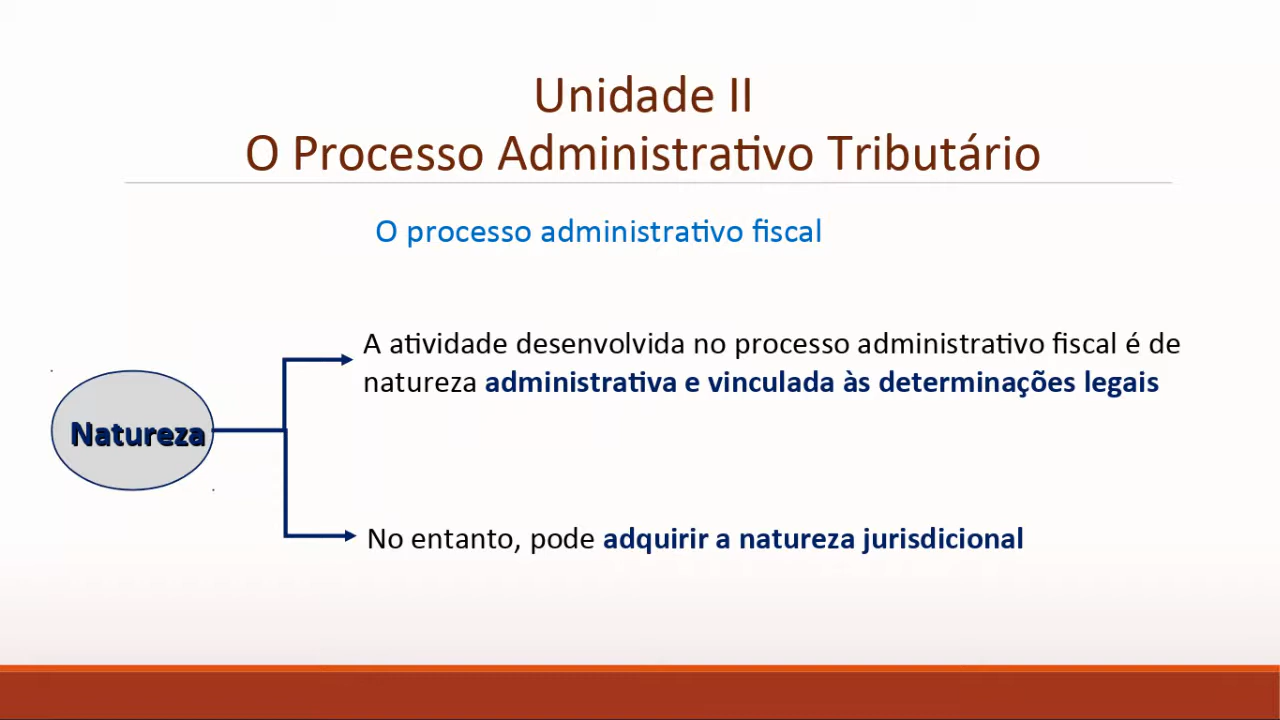 Unidade II
O Processo Administrativo Tributário
O processo administrativo fiscal
A atividade desenvolvida no processo administrativo fiscal é de
natureza administrativa e vinculada às determinações legais
Natureza
No entanto, pode adquirir a natureza jurisdicional